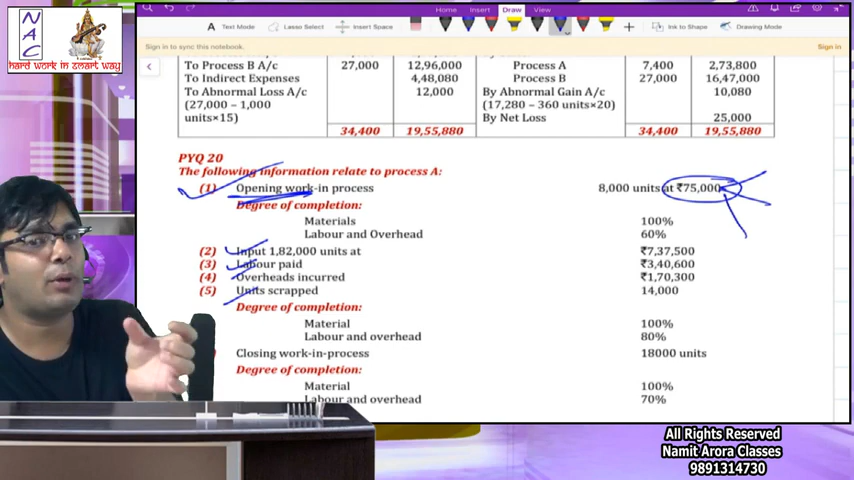 NAC
hard work in smart way
Home Insert Draw View
Text Mode Lasso Select Insert Space Ink to Shape Drawing Mode
Sign in to sync this notebook. Sign in
To Process B A/c 27,000 12,96,000 Process A 7,400 2,73,800
To Indirect Expenses 4,48,080 Process B 27,000 16,47,000
To Abnormal Loss A/c 12,000 By Abnormal Gain A/c 10,080
(27,000 – 1,000 (17,280 – 360 units×20)
units×15) By Net Loss 25,000
34,400 19,55,880 34,400 19,55,880
PYQ 20
The following information relate to process A:
(1) Opening work-in process 8,000 units at ₹75,000
Degree of completion:
Materials 100%
Labour and Overhead 60%
(2) Input 1,82,000 units at ₹7,37,500
(3) Labour paid ₹3,40,600
(4) Overheads incurred ₹1,70,300
(5) Units scrapped 14,000
Degree of completion:
Material 100%
Labour and overhead 80%
Closing work-in-process 18000 units
Degree of completion:
Material 100%
Labour and overhead 70%
All Rights Reserved
Namit Arora Classes
9891314730